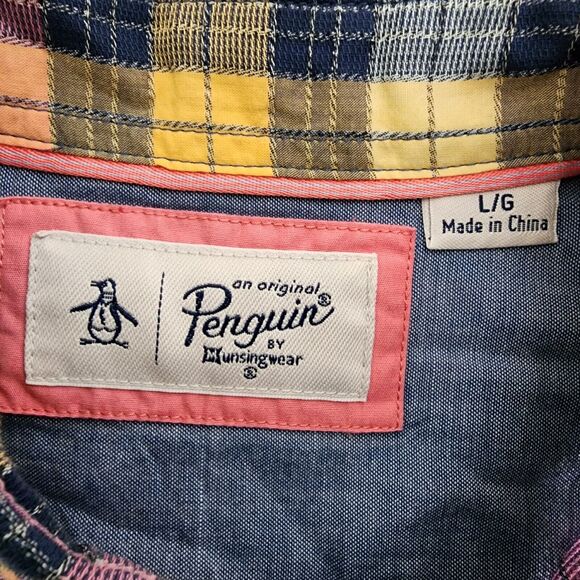 L/G
Made in China
an original
Penguin®
BY
Munsingwear
®